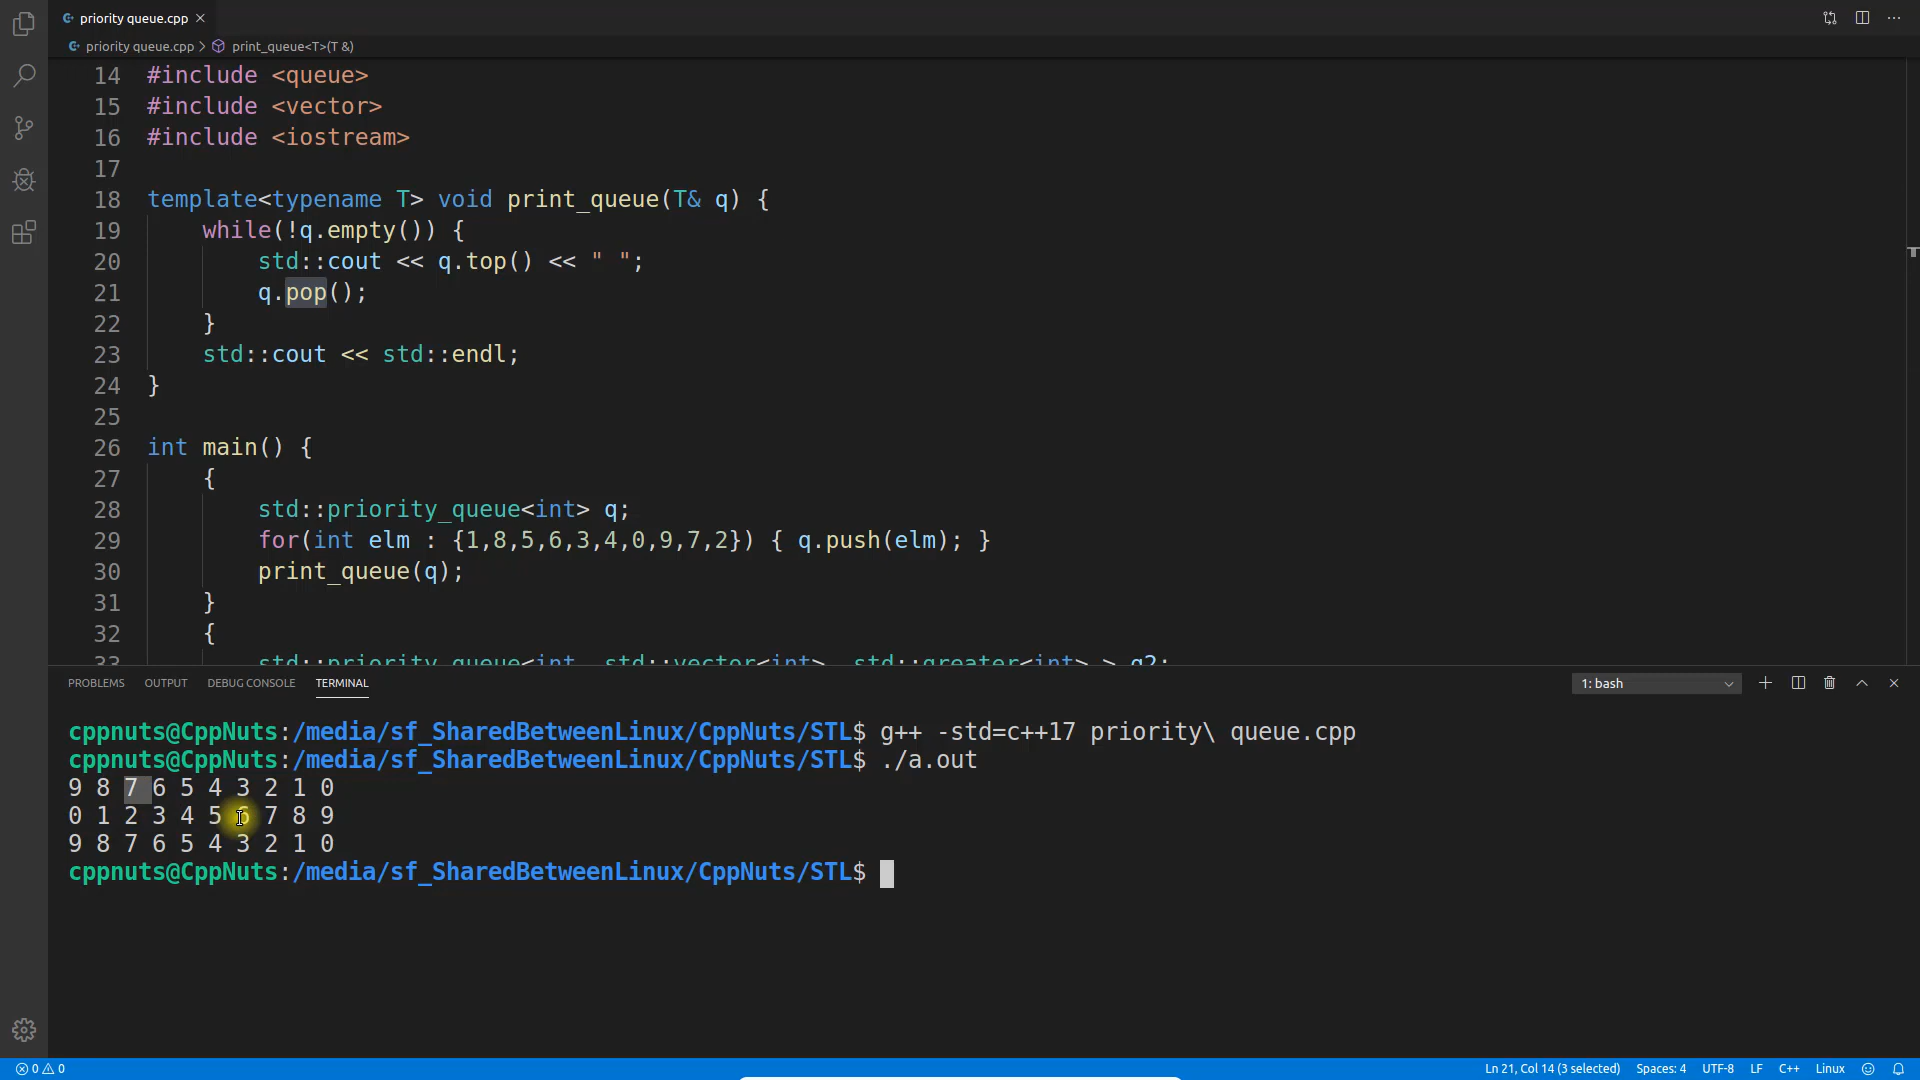 priority queue.cpp
priority queue.cpp > print_queue<T>(T &)
14 #include <queue>
15 #include <vector>
16 #include <iostream>
17
18 template<typename T> void print_queue(T& q) {
19 while(!q.empty()) {
20 std::cout << q.top() << " ";
21 q.pop();
22 }
23 std::cout << std::endl;
24 }
25
26 int main() {
27 {
28 std::priority_queue<int> q;
29 for(int elm : {1,8,5,6,3,4,0,9,7,2}) { q.push(elm); }
30 print_queue(q);
31 }
32 {
33 std::priority_queue<int, std::vector<int>, std::greater<int> > q2;
PROBLEMS OUTPUT DEBUG CONSOLE TERMINAL 1: bash
cppnuts@CppNuts:/media/sf_SharedBetweenLinux/CppNuts/STL$ g++ -std=c++17 priority\ queue.cpp
cppnuts@CppNuts:/media/sf_SharedBetweenLinux/CppNuts/STL$ ./a.out
9 8 7 6 5 4 3 2 1 0
0 1 2 3 4 5 6 7 8 9
9 8 7 6 5 4 3 2 1 0
cppnuts@CppNuts:/media/sf_SharedBetweenLinux/CppNuts/STL$
0 0 Ln 21, Col 14 (3 selected) Spaces: 4 UTF-8 LF C++ Linux